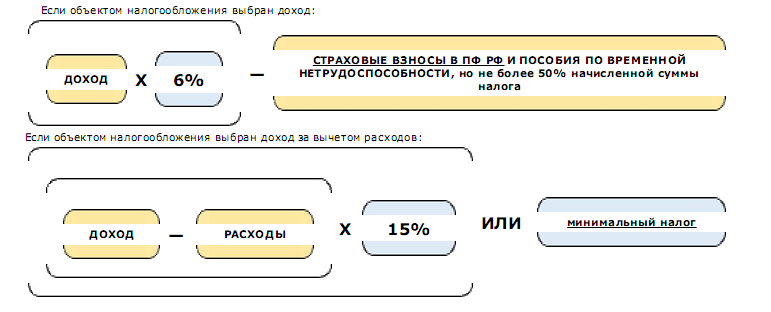 Если объектом налогообложения выбран доход:
ДОХОД X 6% — СТРАХОВЫЕ ВЗНОСЫ В ПФ РФ И ПОСОБИЯ ПО ВРЕМЕННОЙ
НЕТРУДОСПОСОБНОСТИ, но не более 50% начисленной суммы
налога
Если объектом налогообложения выбран доход за вычетом расходов:
ДОХОД — РАСХОДЫ X 15% ИЛИ минимальный налог